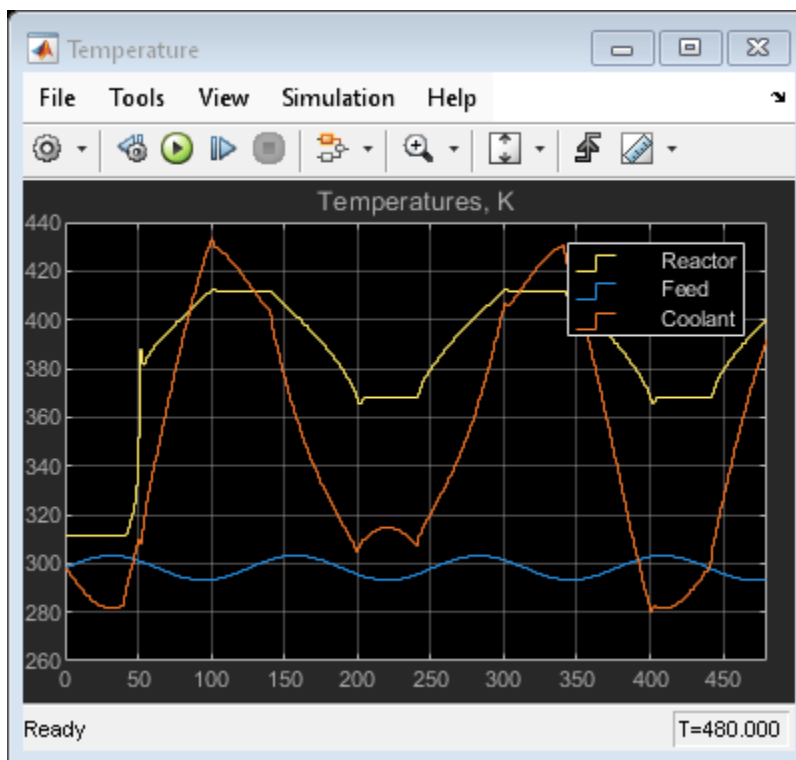 Temperature
File Tools View Simulation Help
Temperatures, K
440
420
400
380
360
340
320
300
280
260
0 50 100 150 200 250 300 350 400 450
Reactor
Feed
Coolant
Ready
T=480.000